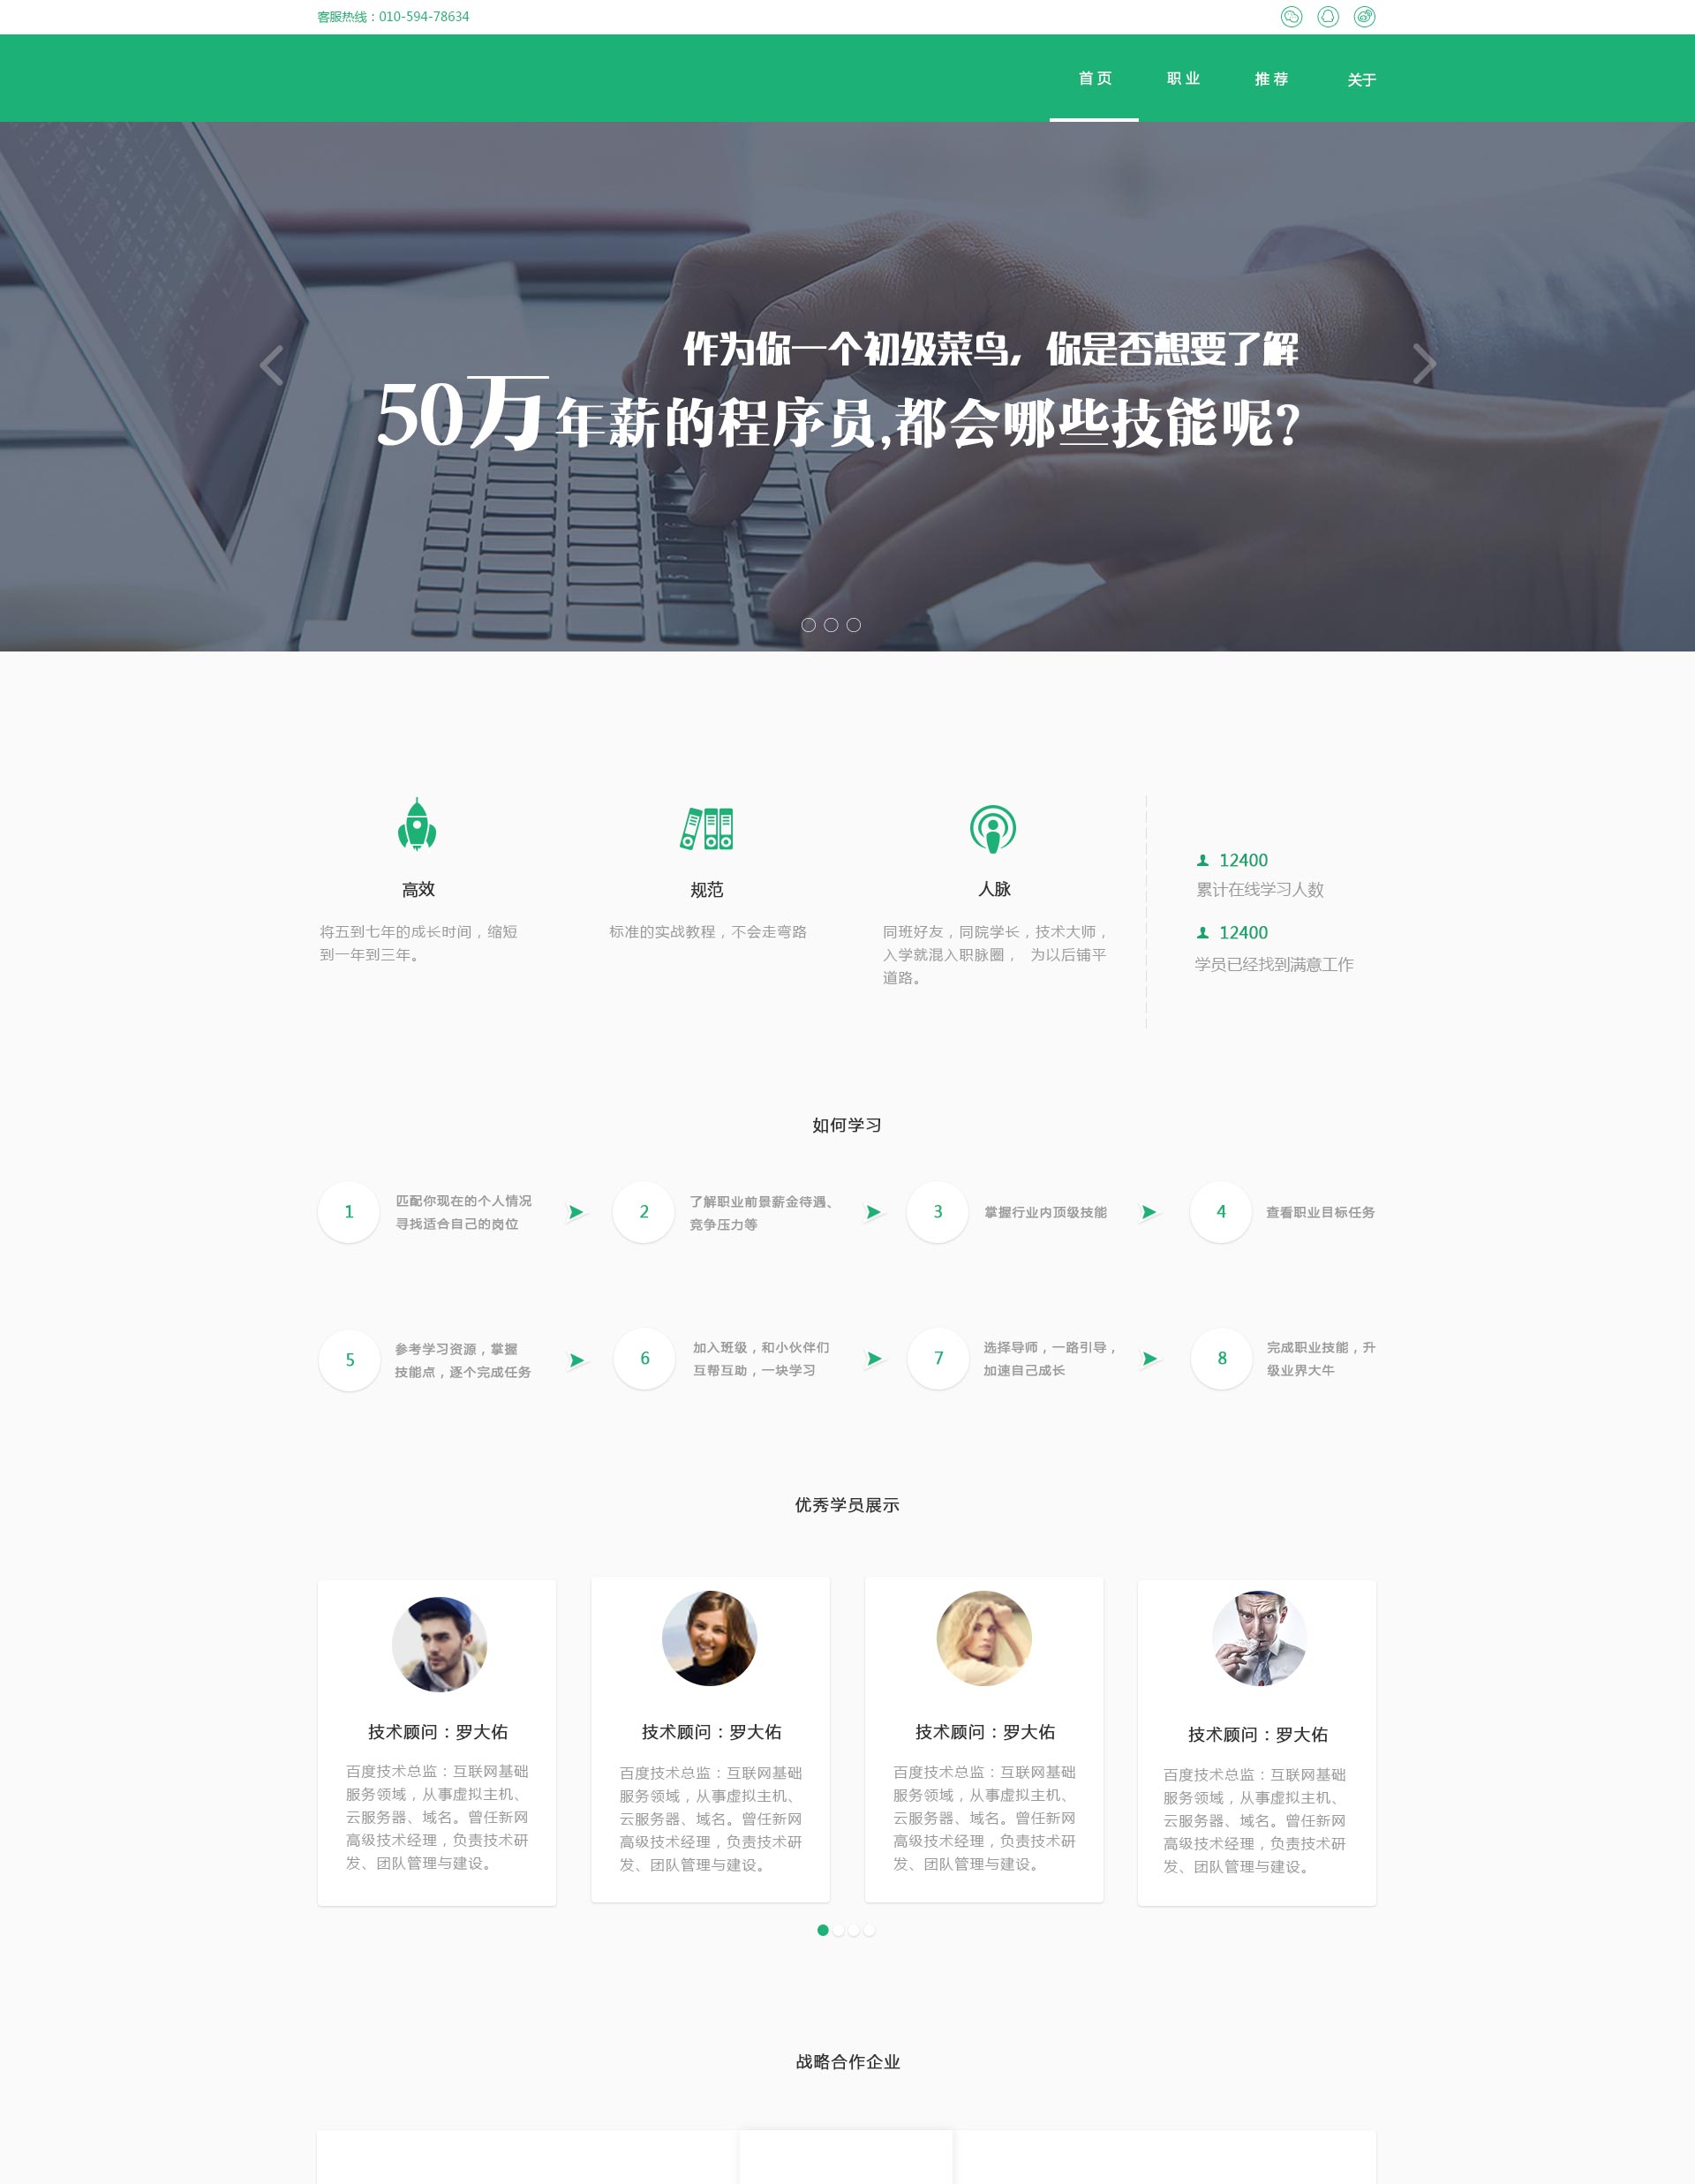 客服热线：010-594-78634
首页
职业
推荐
关于
作为你一个初级菜鸟，你是否想要了解
50万年薪的程序员,都会哪些技能呢?
高效
将五到七年的成长时间，缩短
到一年到三年。
规范
标准的实战教程，不会走弯路
人脉
同班好友，同院学长，技术大师，
入学就混入职脉圈， 为以后铺平
道路。
12400
累计在线学习人数
12400
学员已经找到满意工作
如何学习
1
匹配你现在的个人情况
寻找适合自己的岗位
2
了解职业前景薪金待遇、
竞争压力等
3
掌握行业内顶级技能
4
查看职业目标任务
5
参考学习资源，掌握
技能点，逐个完成任务
6
加入班级，和小伙伴们
互帮互助，一块学习
7
选择导师，一路引导，
加速自己成长
8
完成职业技能，升
级业界大牛
优秀学员展示
技术顾问：罗大佑
百度技术总监：互联网基础
服务领域，从事虚拟主机、
云服务器、域名。曾任新网
高级技术经理，负责技术研
发、团队管理与建设。
技术顾问：罗大佑
百度技术总监：互联网基础
服务领域，从事虚拟主机、
云服务器、域名。曾任新网
高级技术经理，负责技术研
发、团队管理与建设。
技术顾问：罗大佑
百度技术总监：互联网基础
服务领域，从事虚拟主机、
云服务器、域名。曾任新网
高级技术经理，负责技术研
发、团队管理与建设。
技术顾问：罗大佑
百度技术总监：互联网基础
服务领域，从事虚拟主机、
云服务器、域名。曾任新网
高级技术经理，负责技术研
发、团队管理与建设。
战略合作企业